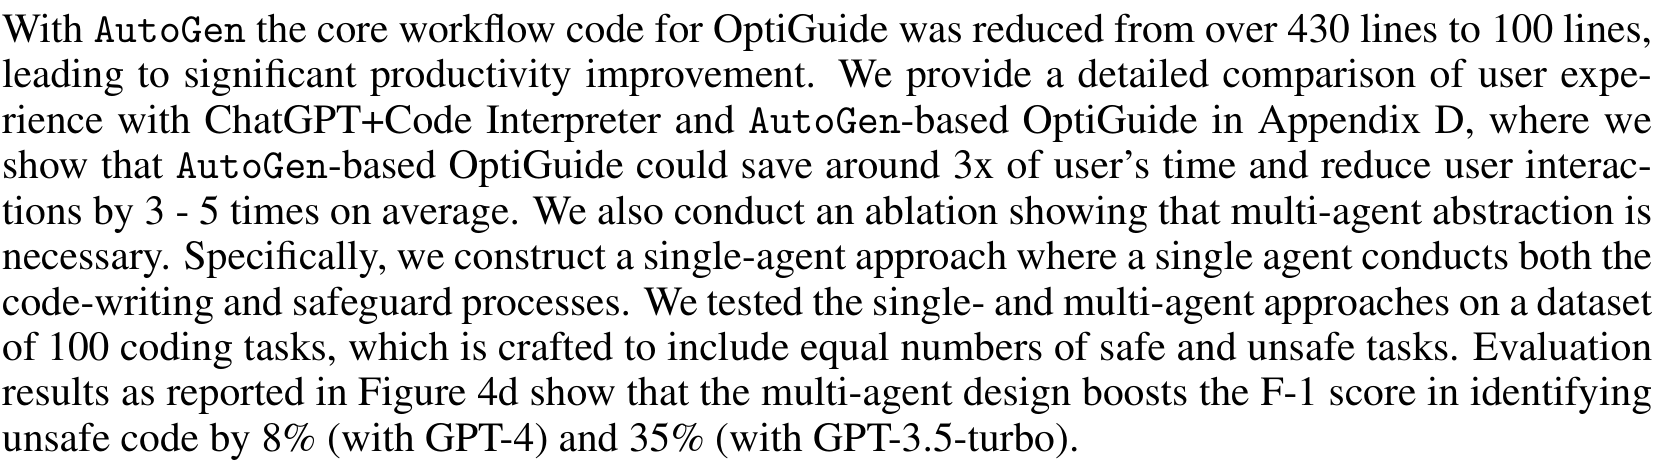 With AutoGen the core workflow code for OptiGuide was reduced from over 430 lines to 100 lines,
leading to significant productivity improvement. We provide a detailed comparison of user expe-
rience with ChatGPT+Code Interpreter and AutoGen-based OptiGuide in Appendix D, where we
show that AutoGen-based OptiGuide could save around 3x of user's time and reduce user interac-
tions by 3 - 5 times on average. We also conduct an ablation showing that multi-agent abstraction is
necessary. Specifically, we construct a single-agent approach where a single agent conducts both the
code-writing and safeguard processes. We tested the single- and multi-agent approaches on a dataset
of 100 coding tasks, which is crafted to include equal numbers of safe and unsafe tasks. Evaluation
results as reported in Figure 4d show that the multi-agent design boosts the F-1 score in identifying
unsafe code by 8% (with GPT-4) and 35% (with GPT-3.5-turbo).